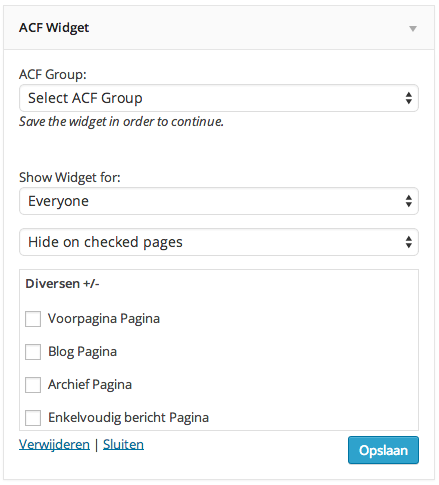 ACF Widget
ACF Group:
Select ACF Group
Save the widget in order to continue.
Show Widget for:
Everyone
Hide on checked pages
Diversen +/-
Voorpagina Pagina
Blog Pagina
Archief Pagina
Enkelvoudig bericht Pagina
Verwijderen | Sluiten
Opslaan